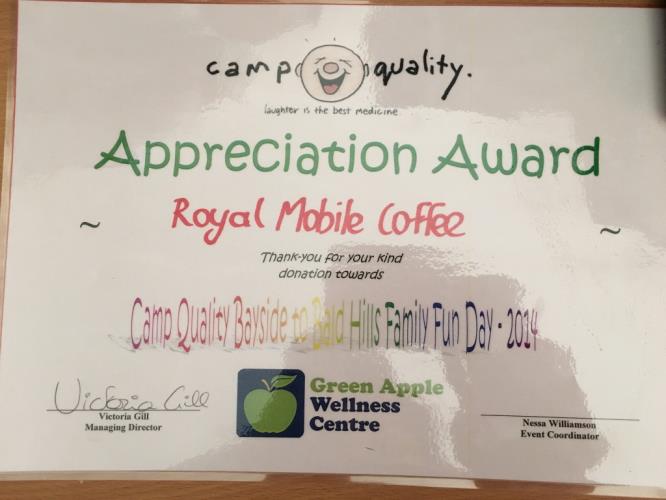 camp quality.
laughter is the best medicine
Appreciation Award
~ Royal Mobile Coffee ~
Thank-you for your kind
donation towards
Camp Quality Bayside to Bald Hills Family Fun Day - 2014
Victoria Gill
Victoria Gill
Managing Director
Green Apple
Wellness
Centre
Nessa Williamson
Event Coordinator